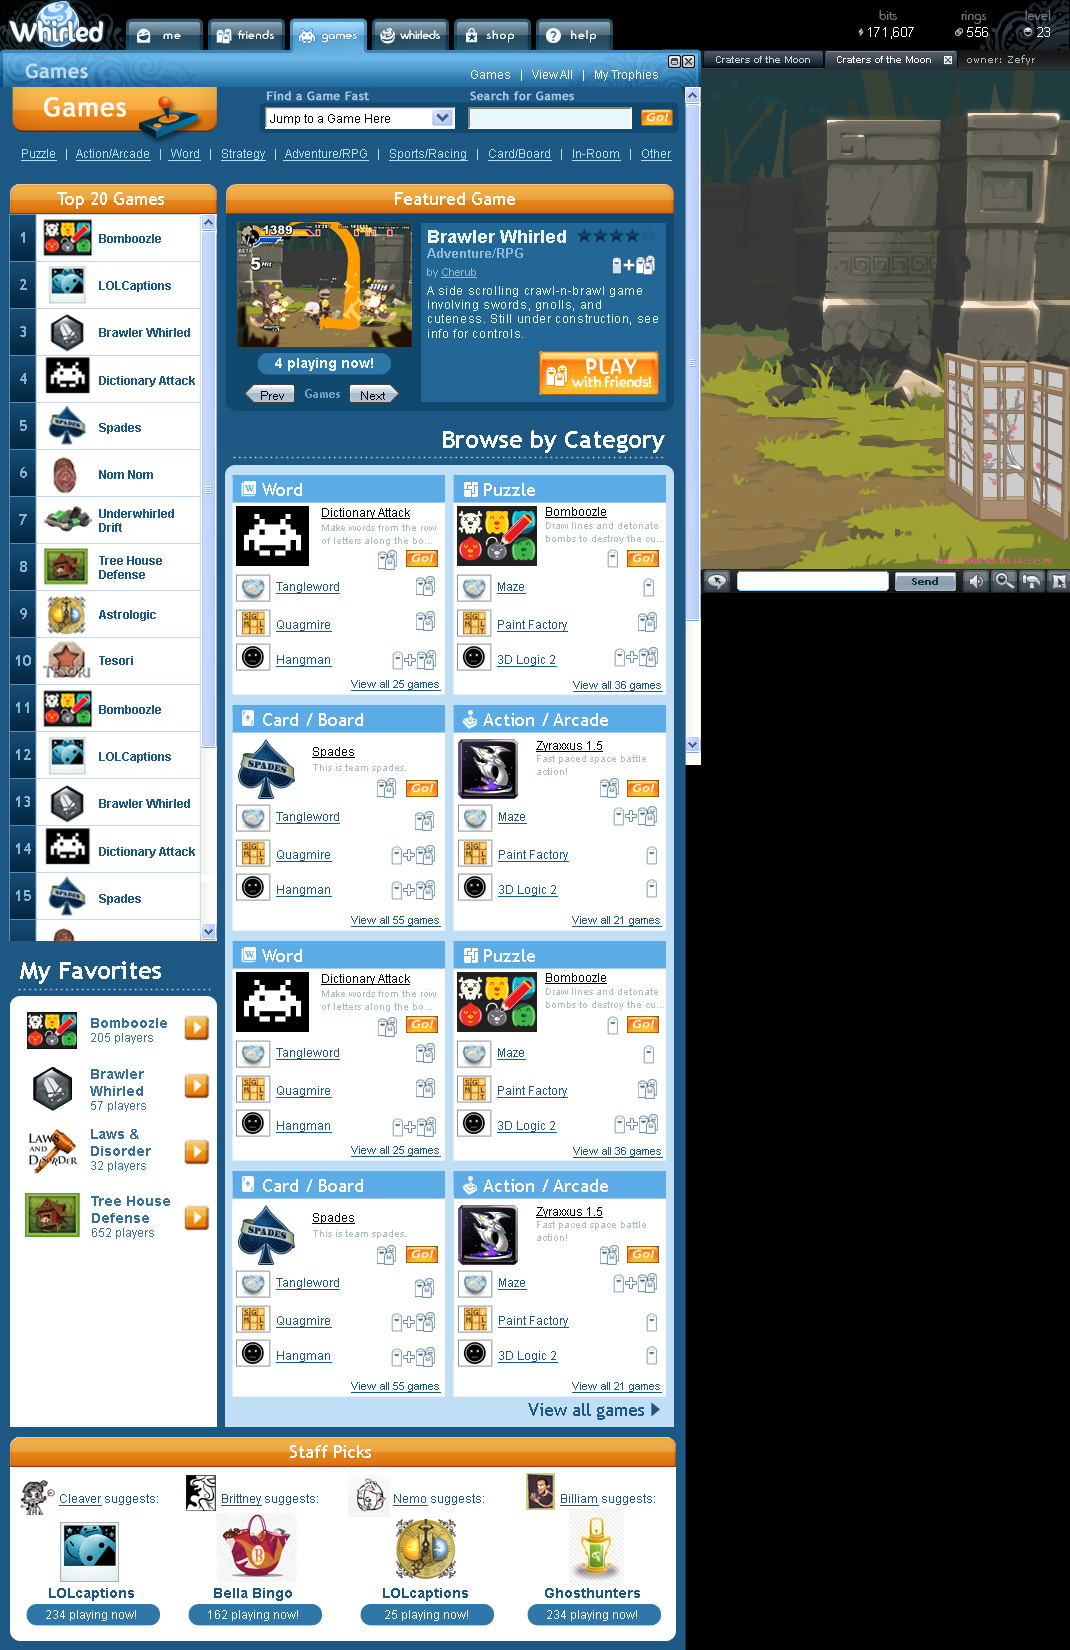 Whirled
me
friends
games
whirleds
shop
help
bits
171,607
rings
556
level
23
Games
Games | View All | My Trophies
Craters of the Moon
Craters of the Moon
owner: Zefyr
Games
Find a Game Fast
Jump to a Game Here
Search for Games
Go!
Puzzle | Action/Arcade | Word | Strategy | Adventure/RPG | Sports/Racing | Card/Board | In-Room | Other
Top 20 Games
1 Bomboozle
2 LOLCaptions
3 Brawler Whirled
4 Dictionary Attack
5 Spades
6 Nom Nom
7 Underwhirled
Drift
8 Tree House
Defense
9 Astrologic
10 Tesori
11 Bomboozle
12 LOLCaptions
13 Brawler Whirled
14 Dictionary Attack
15 Spades
Featured Game
1389
5 Hit
Brawler Whirled
Adventure/RPG
by Cherub
A side scrolling crawl-n-brawl game
involving swords, gnolls, and
cuteness. Still under construction, see
info for controls.
4 playing now!
PLAY
with friends!
Prev
Games
Next
Send
Browse by Category
Word
Dictionary Attack
Make words from the row
of letters along the bo...
Go!
Tangleword
Quagmire
Hangman
View all 25 games
Puzzle
Bomboozle
Draw lines and detonate
bombs to destroy the cu...
Go!
Maze
Paint Factory
3D Logic 2
View all 36 games
Card / Board
SPADES
Spades
This is team spades.
Go!
Tangleword
Quagmire
Hangman
View all 55 games
Action / Arcade
Zyraxxus 1.5
Fast paced space battle
action!
Go!
Maze
Paint Factory
3D Logic 2
View all 21 games
Word
Dictionary Attack
Make words from the row
of letters along the bo...
Go!
Tangleword
Quagmire
Hangman
View all 25 games
Puzzle
Bomboozle
Draw lines and detonate
bombs to destroy the cu...
Go!
Maze
Paint Factory
3D Logic 2
View all 36 games
Card / Board
SPADES
Spades
This is team spades.
Go!
Tangleword
Quagmire
Hangman
View all 55 games
Action / Arcade
Zyraxxus 1.5
Fast paced space battle
action!
Go!
Maze
Paint Factory
3D Logic 2
View all 21 games
View all games
My Favorites
Bomboozle
205 players
Brawler
Whirled
57 players
LAWS
AND
DISORDER
Laws &
Disorder
32 players
Tree House
Defense
652 players
Staff Picks
Cleaver suggests:
LOLcaptions
234 playing now!
Brittney suggests:
Bella Bingo
162 playing now!
Nemo suggests:
LOLcaptions
25 playing now!
Billiam suggests:
Ghosthunters
234 playing now!